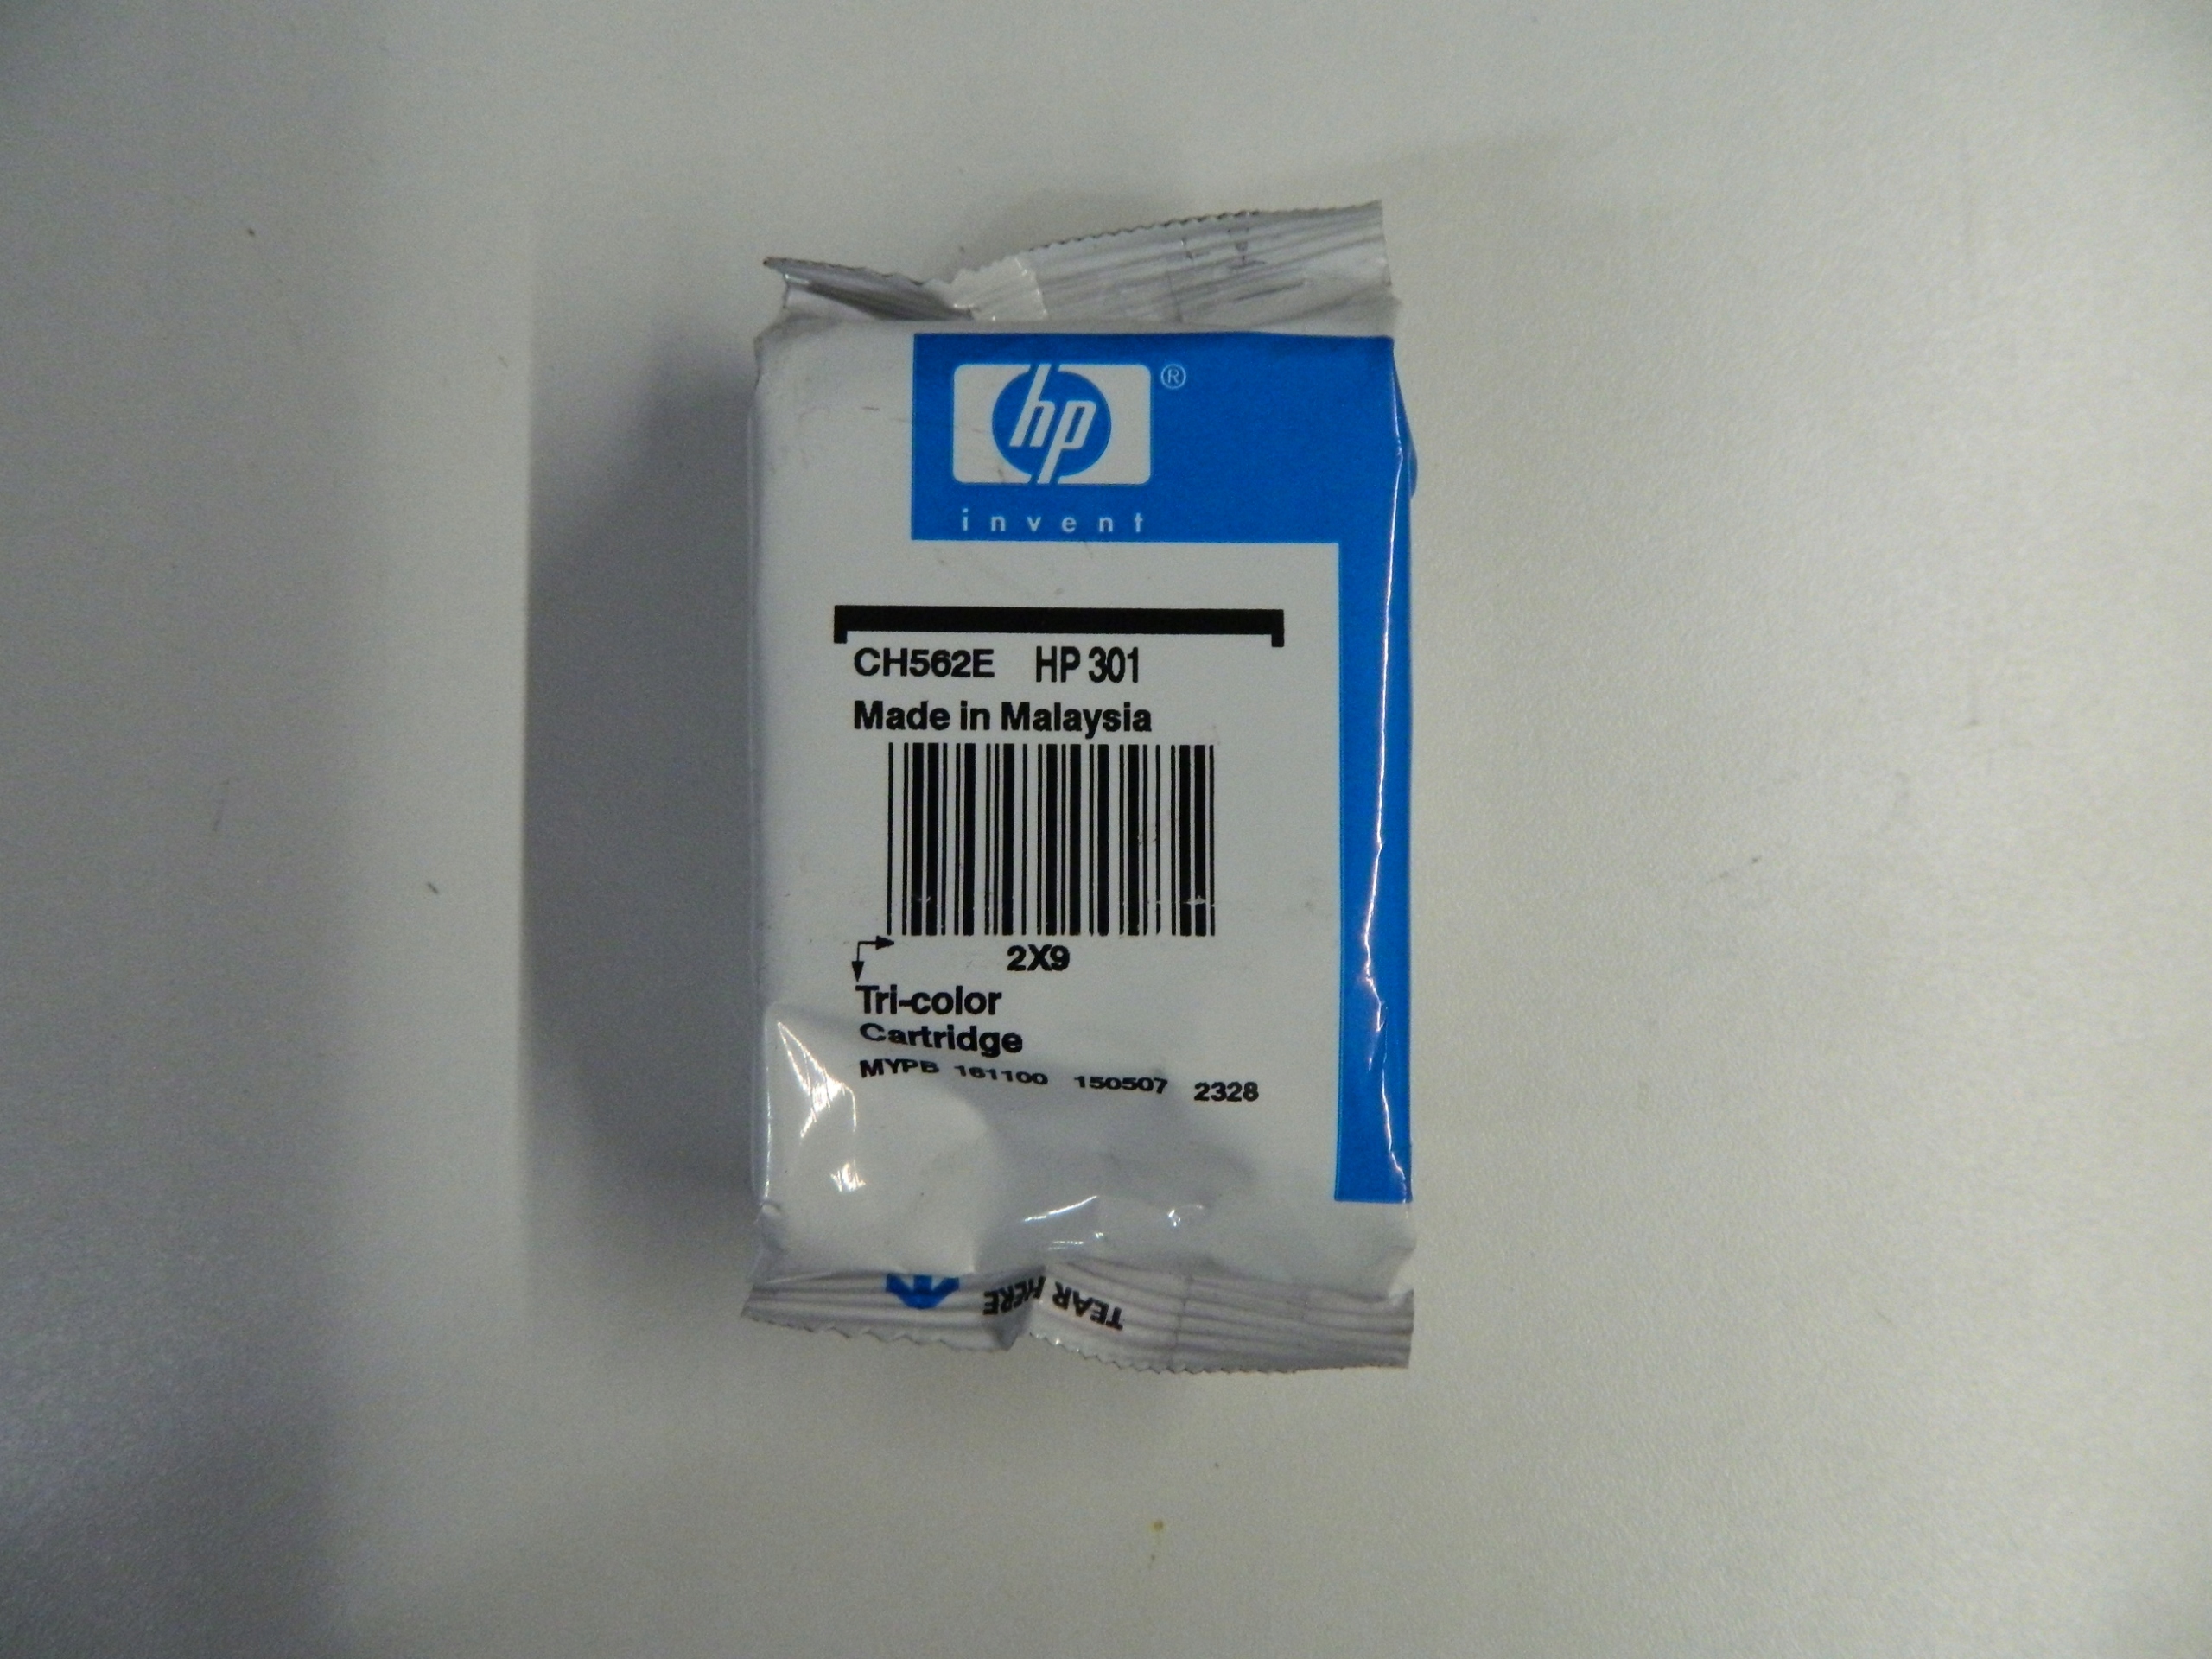 hp®
invent
CH562E HP 301
Made in Malaysia
2X9
Tri-color
Cartridge
MYPB 161100 150507 2328
TEAR HERE